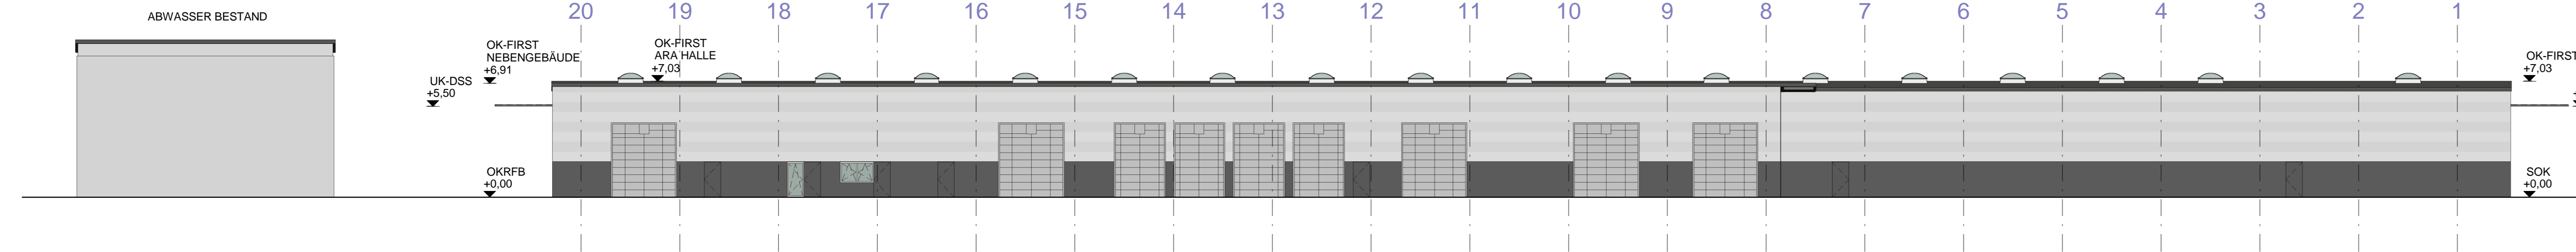 ABWASSER BESTAND
20 19 18 17 16 15 14 13 12 11 10 9 8 7 6 5 4 3 2 1
OK-FIRST
NEBENGEBÄUDE
+6,91
OK-FIRST
ARA HALLE
+7,03
UK-DSS
+5,50
OKRFB
+0,00
OK-FIRST
+7,03
SOK
+0,00